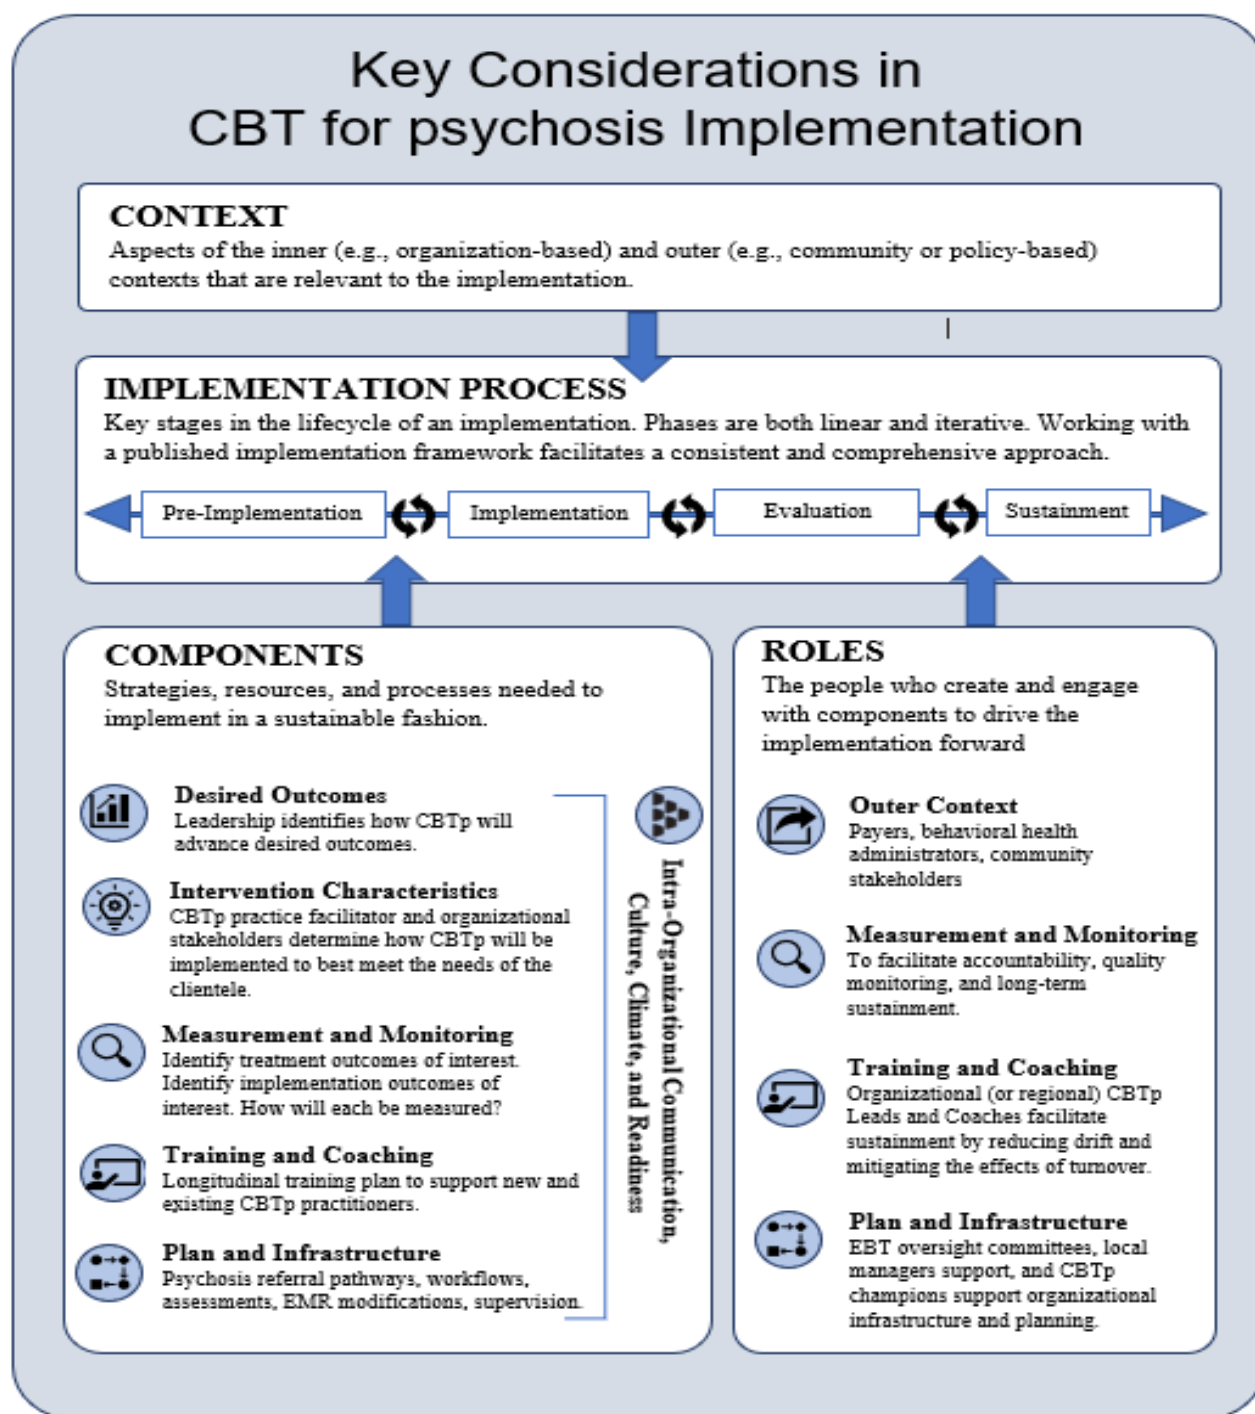 Key Considerations in
CBT for psychosis Implementation
CONTEXT
Aspects of the inner (e.g., organization-based) and outer (e.g., community or policy-based)
contexts that are relevant to the implementation.
IMPLEMENTATION PROCESS
Key stages in the lifecycle of an implementation. Phases are both linear and iterative. Working with
a published implementation framework facilitates a consistent and comprehensive approach.
Pre-Implementation
Implementation
Evaluation
Sustainment
COMPONENTS
Strategies, resources, and processes needed to
implement in a sustainable fashion.
Desired Outcomes
Leadership identifies how CBTp will
advance desired outcomes.
Intervention Characteristics
CBTp practice facilitator and organizational
stakeholders determine how CBTp will be
implemented to best meet the needs of the
clientele.
Measurement and Monitoring
Identify treatment outcomes of interest.
Identify implementation outcomes of
interest. How will each be measured?
Training and Coaching
Longitudinal training plan to support new and
existing CBTp practitioners.
Plan and Infrastructure
Psychosis referral pathways, workflows,
assessments, EMR modifications, supervision.
Intra-Organizational Communication,
Culture, Climate, and Readiness
ROLES
The people who create and engage
with components to drive the
implementation forward
Outer Context
Payers, behavioral health
administrators, community
stakeholders
Measurement and Monitoring
To facilitate accountability, quality
monitoring, and long-term
sustainment.
Training and Coaching
Organizational (or regional) CBTp
Leads and Coaches facilitate
sustainment by reducing drift and
mitigating the effects of turnover.
Plan and Infrastructure
EBT oversight committees, local
managers support, and CBTp
champions support organizational
infrastructure and planning.